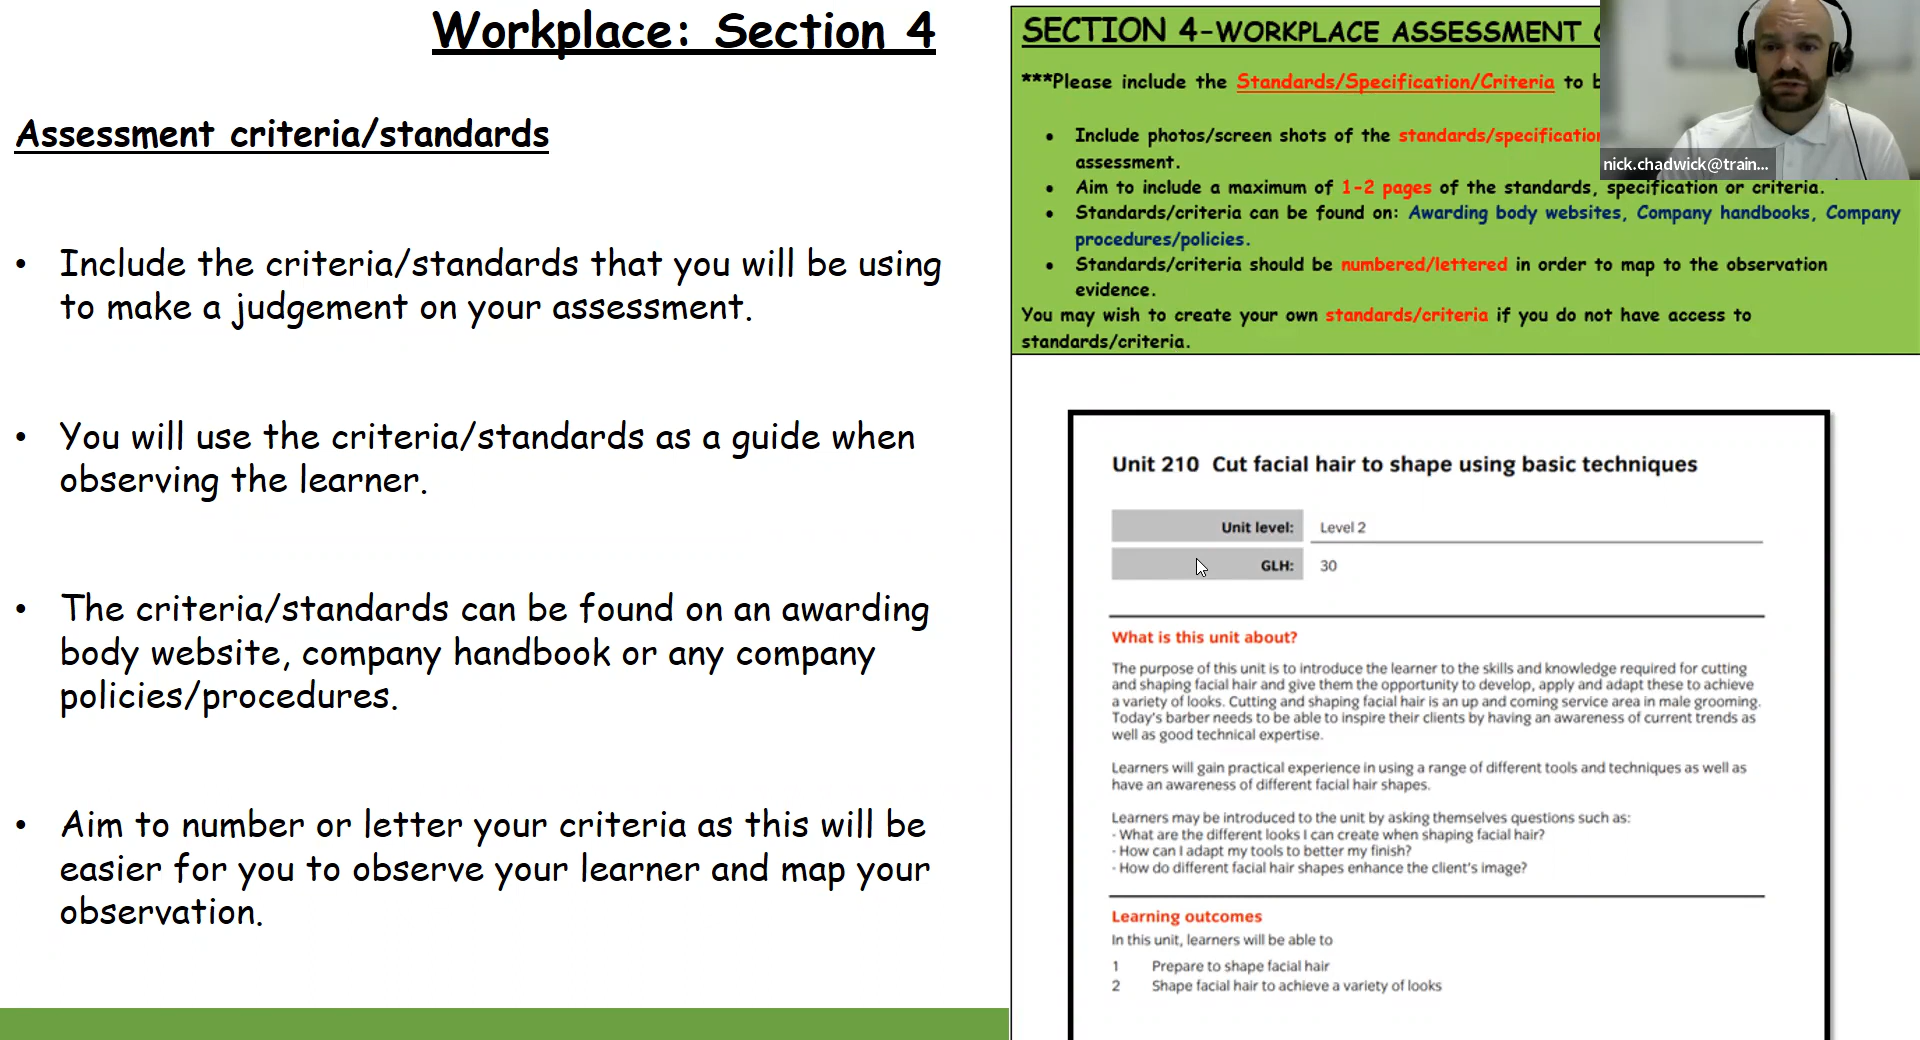 Workplace: Section 4
Assessment criteria/standards
• Include the criteria/standards that you will be using
to make a judgement on your assessment.
• You will use the criteria/standards as a guide when
observing the learner.
• The criteria/standards can be found on an awarding
body website, company handbook or any company
policies/procedures.
• Aim to number or letter your criteria as this will be
easier for you to observe your learner and map your
observation.
SECTION 4-WORKPLACE ASSESSMENT
***Please include the Standards/Specification/Criteria to
• Include photos/screen shots of the standards/specification
assessment.
• Aim to include a maximum of 1-2 pages of the standards, specification or criteria.
• Standards/criteria can be found on: Awarding body websites, Company handbooks, Company
procedures/policies.
• Standards/criteria should be numbered/lettered in order to map to the observation
evidence.
You may wish to create your own standards/criteria if you do not have access to
standards/criteria.
nick.chadwick@train...
Unit 210 Cut facial hair to shape using basic techniques
Unit level: Level 2
GLH: 30
What is this unit about?
The purpose of this unit is to introduce the learner to the skills and knowledge required for cutting
and shaping facial hair and give them the opportunity to develop, apply and adapt these to achieve
a variety of looks. Cutting and shaping facial hair is an up and coming service area in male grooming.
Today's barber needs to be able to inspire their clients by having an awareness of current trends as
well as good technical expertise.
Learners will gain practical experience in using a range of different tools and techniques as well as
have an awareness of different facial hair shapes.
Learners may be introduced to the unit by asking themselves questions such as:
- What are the different looks I can create when shaping facial hair?
- How can I adapt my tools to better my finish?
- How do different facial hair shapes enhance the client's image?
Learning outcomes
In this unit, learners will be able to
1 Prepare to shape facial hair
2 Shape facial hair to achieve a variety of looks